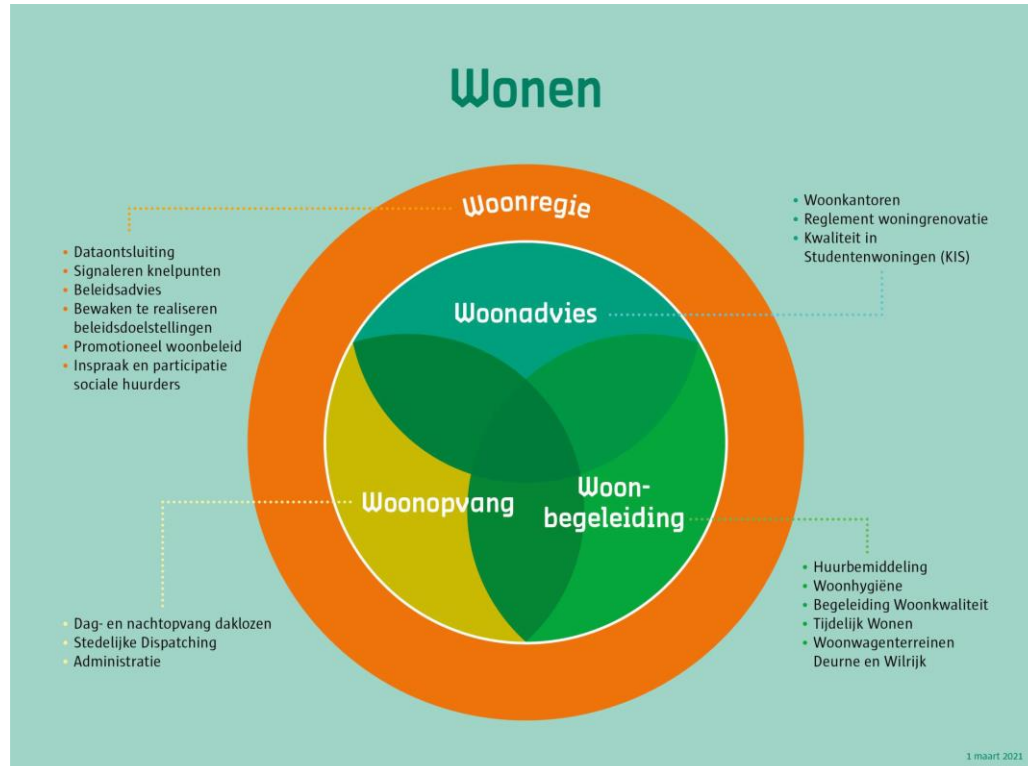 Wonen
Woonregie
• Dataontsluiting
• Signaleren knelpunten
• Beleidsadvies
• Bewaken te realiseren
beleidsdoelstellingen
• Promotioneel woonbeleid
• Inspraak en participatie
sociale huurders
• Woonkantoren
• Reglement woningrenovatie
• Kwaliteit in
Studentenwoningen (KIS)
Woonadvies
Woonopvang
Woon-
begeleiding
• Dag- en nachtopvang daklozen
• Stedelijke Dispatching
• Administratie
• Huurbemiddeling
• Woonhygiëne
• Begeleiding Woonkwaliteit
• Tijdelijk Wonen
• Woonwagenterreinen
Deurne en Wilrijk
1 maart 2021